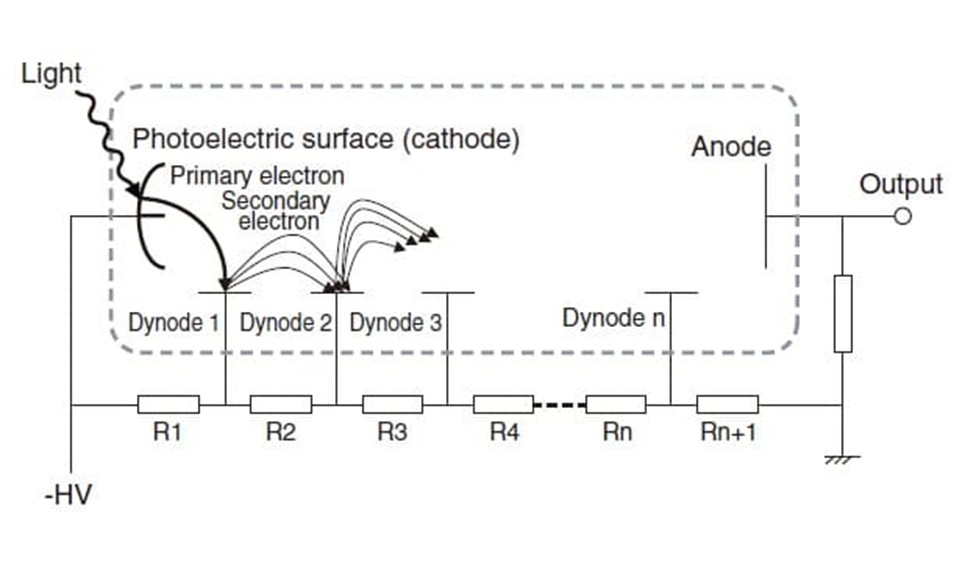 Light
Photoelectric surface (cathode)
Primary electron
Secondary
electron
Anode
Output
Dynode 1
Dynode 2
Dynode 3
Dynode n
R1
R2
R3
R4
Rn
Rn+1
-HV